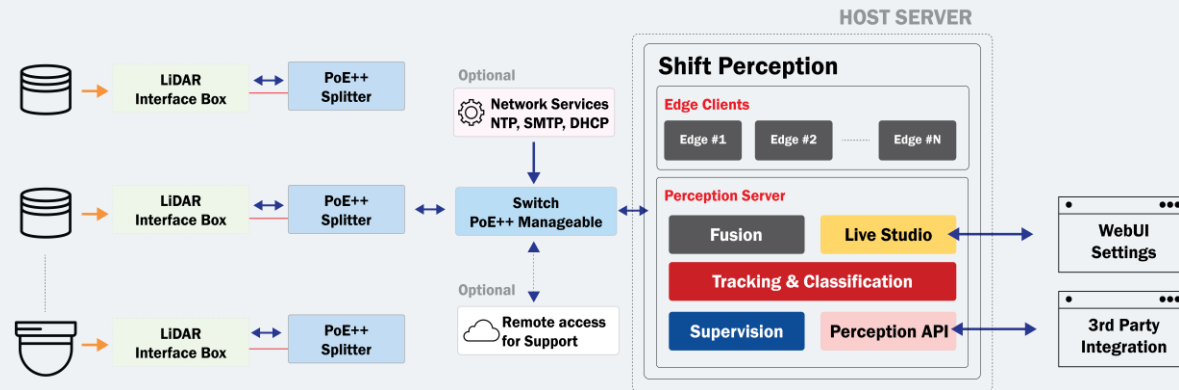 HOST SERVER
LiDAR
Interface Box
PoE++
Splitter
Optional
Network Services
NTP, SMTP, DHCP
Shift Perception
Edge Clients
Edge #1
Edge #2
Edge #N
LiDAR
Interface Box
PoE++
Splitter
Switch
PoE++ Manageable
Perception Server
Fusion
Live Studio
Tracking & Classification
Supervision
Perception API
WebUI
Settings
Optional
Remote access
for Support
LiDAR
Interface Box
PoE++
Splitter
3rd Party
Integration